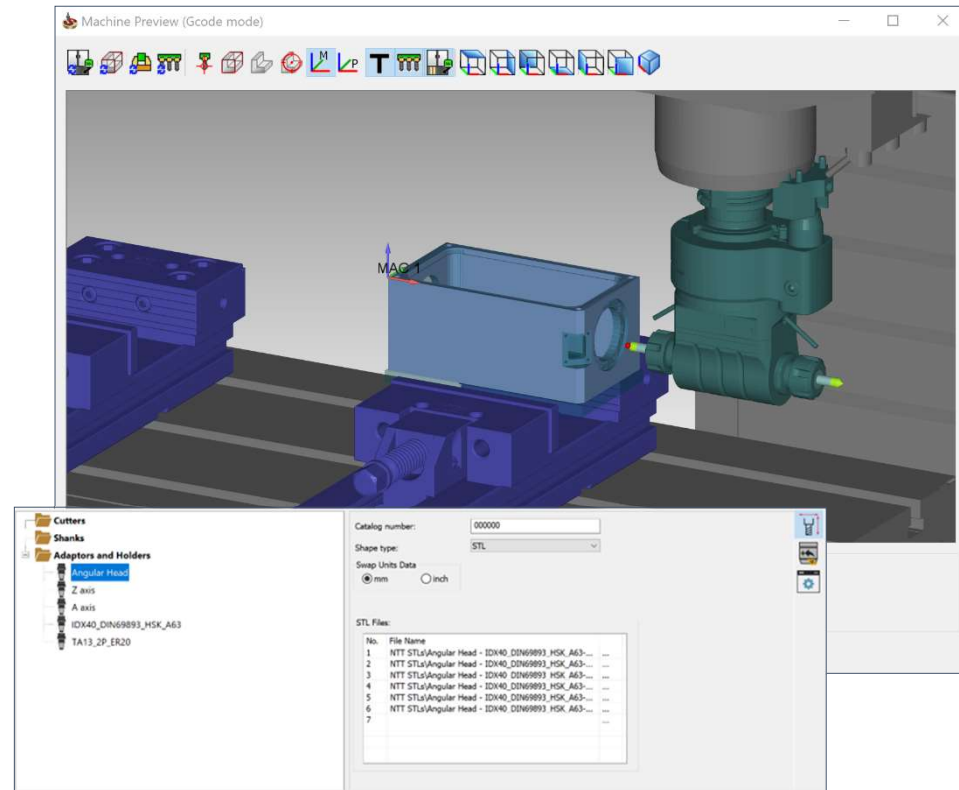 Machine Preview (Gcode mode)
M
P
T
MAC 1
Cutters
Shanks
Adaptors and Holders
Angular Head
Z axis
A axis
IDX40_DIN69893_HSK_A63
TA13_2P_ER20
Catalog number: 000000
Shape type: STL
Swap Units Data
mm inch
STL Files:
No. File Name
1 NTT STLs\Angular Head - IDX40_DIN69893_HSK_A63-... ...
2 NTT STLs\Angular Head - IDX40_DIN69893_HSK_A63-... ...
3 NTT STLs\Angular Head - IDX40_DIN69893_HSK_A63-... ...
4 NTT STLs\Angular Head - IDX40_DIN69893_HSK_A63-... ...
5 NTT STLs\Angular Head - IDX40_DIN69893_HSK_A63-... ...
6 NTT STLs\Angular Head - IDX40_DIN69893_HSK_A63-... ...
7 ...